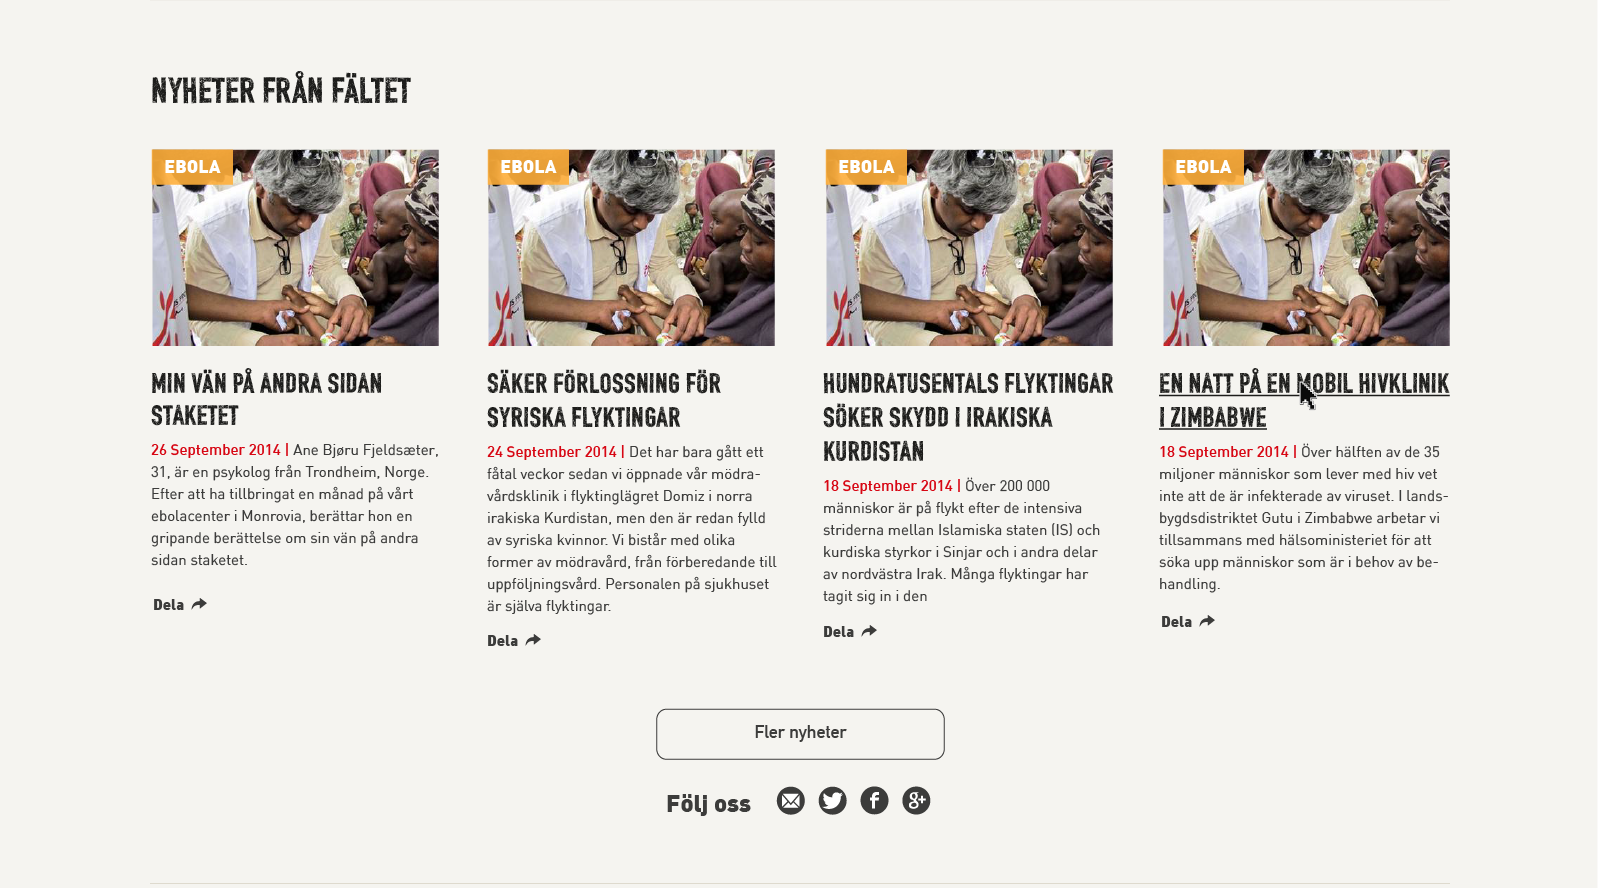 NYHETER FRÅN FÄLTET
EBOLA
MIN VÄN PÅ ANDRA SIDAN
STAKETET
26 September 2014 | Ane Bjøru Fjeldsæter,
31, är en psykolog från Trondheim, Norge.
Efter att ha tillbringat en månad på vårt
ebolacenter i Monrovia, berättar hon en
gripande berättelse om sin vän på andra
sidan staketet.
Dela
EBOLA
SÄKER FÖRLOSSNING FÖR
SYRISKA FLYKTINGAR
24 September 2014 | Det har bara gått ett
fåtal veckor sedan vi öppnade vår mödra-
vårdsklinik i flyktinglägret Domiz i norra
irakiska Kurdistan, men den är redan fylld
av syriska kvinnor. Vi bistår med olika
former av mödravård, från förberedande till
uppföljningsvård. Personalen på sjukhuset
är själva flyktingar.
Dela
EBOLA
HUNDRATUSENTALS FLYKTINGAR
SÖKER SKYDD I IRAKISKA
KURDISTAN
18 September 2014 | Över 200 000
människor är på flykt efter de intensiva
striderna mellan Islamiska staten (IS) och
kurdiska styrkor i Sinjar och i andra delar
av nordvästra Irak. Många flyktingar har
tagit sig in i den
Dela
EBOLA
EN NATT PÅ EN MOBIL HIVKLINIK
I ZIMBABWE
18 September 2014 | Över hälften av de 35
miljoner människor som lever med hiv vet
inte att de är infekterade av viruset. I lands-
bygdsdistriktet Gutu i Zimbabwe arbetar vi
tillsammans med hälsoministeriet för att
söka upp människor som är i behov av be-
handling.
Dela
Fler nyheter
Följ oss